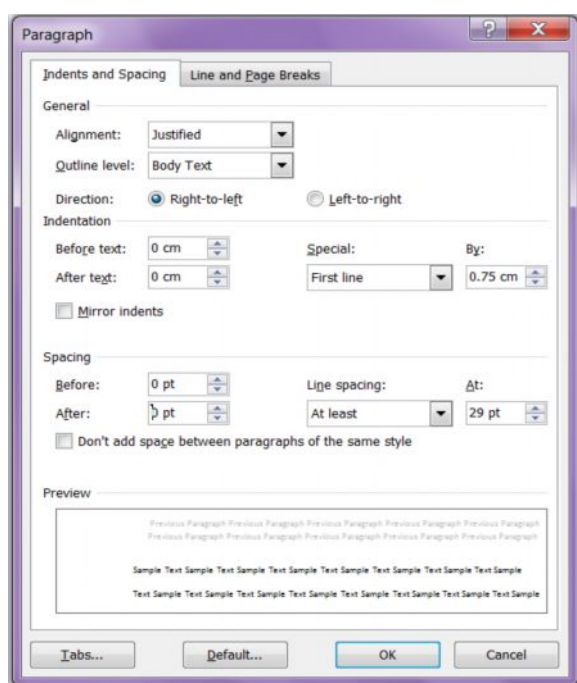 Paragraph
Indents and Spacing Line and Page Breaks
General
Alignment: Justified
Outline level: Body Text
Direction: Right-to-left Left-to-right
Indentation
Before text: 0 cm Special: By:
After text: 0 cm First line 0.75 cm
Mirror indents
Spacing
Before: 0 pt Line spacing: At:
After: pt At least 29 pt
Don't add space between paragraphs of the same style
Preview
Previous Paragraph Previous Paragraph Previous Paragraph Previous Paragraph Previous Paragraph
Previous Paragraph Previous Paragraph Previous Paragraph Previous Paragraph Previous Paragraph
Sample Text Sample Text Sample Text Sample Text Sample Text Sample Text Sample Text Sample Text Sample
Text Sample Text Sample Text Sample Text Sample Text Sample Text Sample Text Sample Text Sample Text Sample
Tabs... Default... OK Cancel